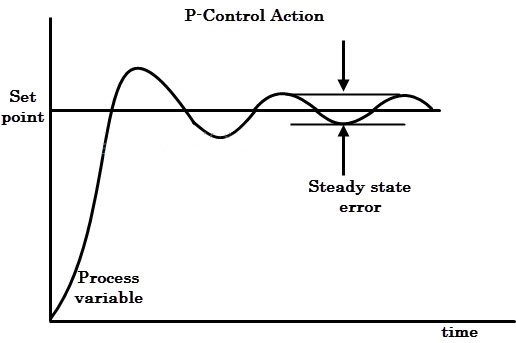 P-Control Action
Set
point
Steady state
error
Process
variable
time